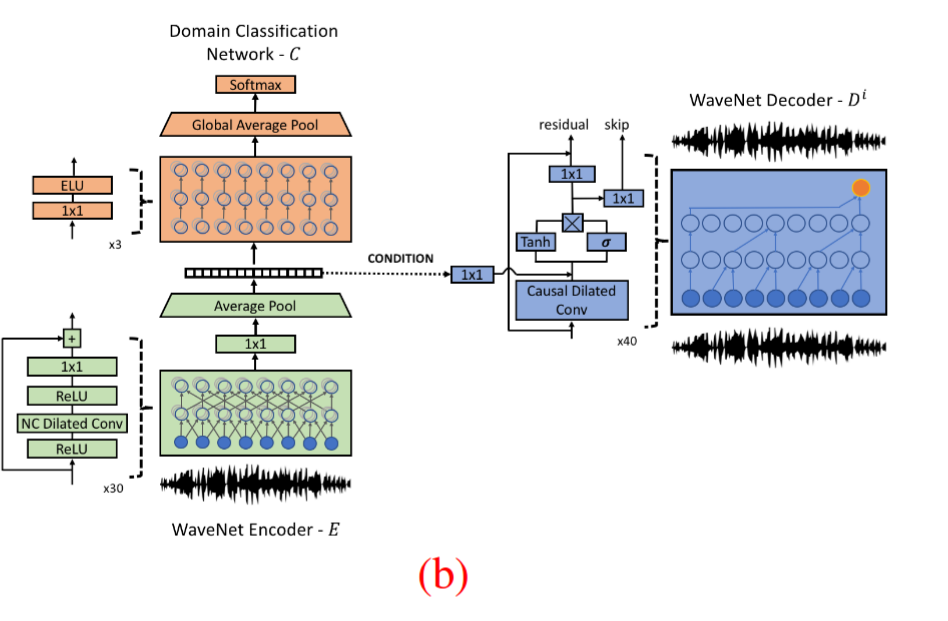 Domain Classification
Network - C
Softmax
Global Average Pool
ELU
1x1
x3
CONDITION
Average Pool
1x1
+
1x1
ReLU
NC Dilated Conv
ReLU
x30
WaveNet Encoder - E
WaveNet Decoder - Dⁱ
residual skip
1x1
1x1
Tanh
σ
1x1
Causal Dilated
Conv
x40
(b)